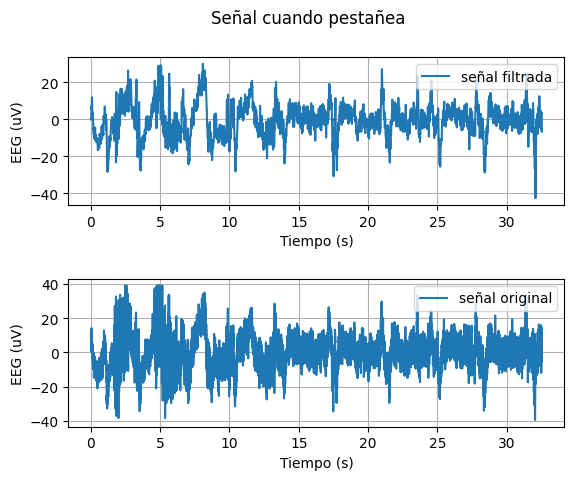 Señal cuando pestañea
señal filtrada
20
0
−20
−40
EEG (uV)
0 5 10 15 20 25 30
Tiempo (s)
señal original
40
20
0
−20
−40
EEG (uV)
0 5 10 15 20 25 30
Tiempo (s)